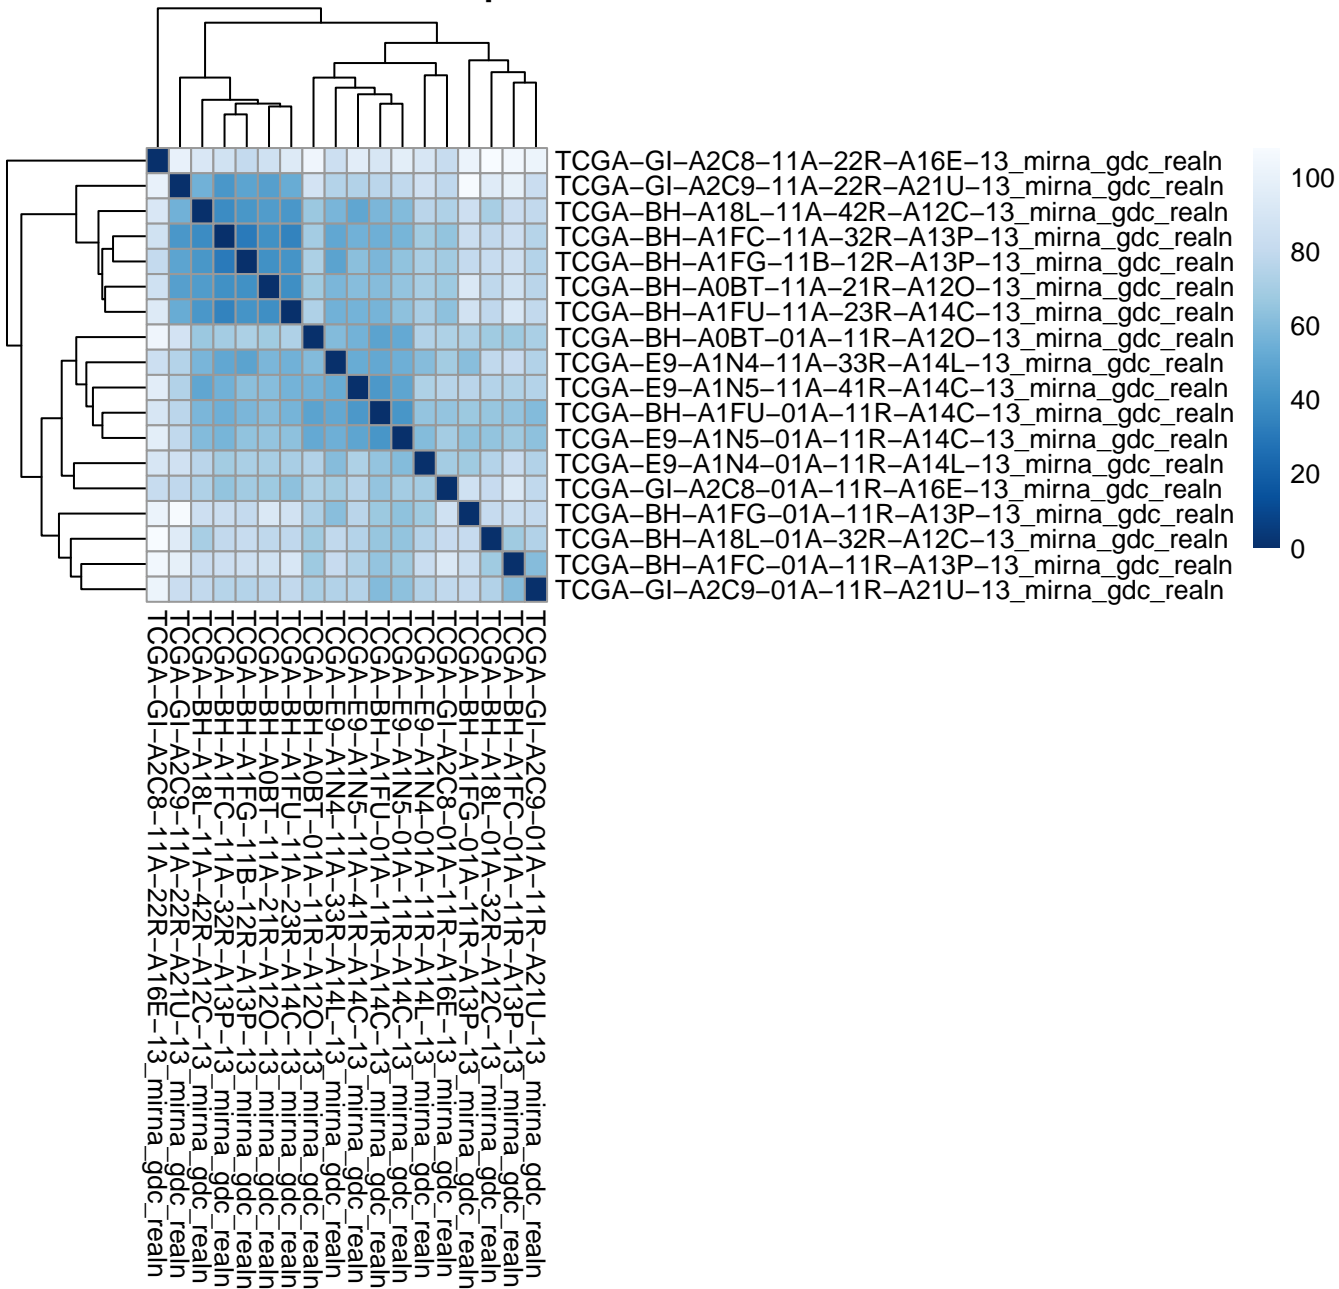 TCGA−GI−A2C8−11A−22R−A16E−13_mirna_gdc_realn
TCGA−GI−A2C9−11A−22R−A21U−13_mirna_gdc_realn
TCGA−BH−A18L−11A−42R−A12C−13_mirna_gdc_realn
TCGA−BH−A1FC−11A−32R−A13P−13_mirna_gdc_realn
TCGA−BH−A1FG−11B−12R−A13P−13_mirna_gdc_realn
TCGA−BH−A0BT−11A−21R−A12O−13_mirna_gdc_realn
TCGA−BH−A1FU−11A−23R−A14C−13_mirna_gdc_realn
TCGA−BH−A0BT−01A−11R−A12O−13_mirna_gdc_realn
TCGA−E9−A1N4−11A−33R−A14L−13_mirna_gdc_realn
TCGA−E9−A1N5−11A−41R−A14C−13_mirna_gdc_realn
TCGA−BH−A1FU−01A−11R−A14C−13_mirna_gdc_realn
TCGA−E9−A1N5−01A−11R−A14C−13_mirna_gdc_realn
TCGA−E9−A1N4−01A−11R−A14L−13_mirna_gdc_realn
TCGA−GI−A2C8−01A−11R−A16E−13_mirna_gdc_realn
TCGA−BH−A1FG−01A−11R−A13P−13_mirna_gdc_realn
TCGA−BH−A18L−01A−32R−A12C−13_mirna_gdc_realn
TCGA−BH−A1FC−01A−11R−A13P−13_mirna_gdc_realn
TCGA−GI−A2C9−01A−11R−A21U−13_mirna_gdc_realn
100
80
60
40
20
0
TCGA−GI−A2C8−11A−22R−A16E−13_mirna_gdc_realn
TCGA−GI−A2C9−11A−22R−A21U−13_mirna_gdc_realn
TCGA−BH−A18L−11A−42R−A12C−13_mirna_gdc_realn
TCGA−BH−A1FC−11A−32R−A13P−13_mirna_gdc_realn
TCGA−BH−A1FG−11B−12R−A13P−13_mirna_gdc_realn
TCGA−BH−A0BT−11A−21R−A12O−13_mirna_gdc_realn
TCGA−BH−A1FU−11A−23R−A14C−13_mirna_gdc_realn
TCGA−BH−A0BT−01A−11R−A12O−13_mirna_gdc_realn
TCGA−E9−A1N4−11A−33R−A14L−13_mirna_gdc_realn
TCGA−E9−A1N5−11A−41R−A14C−13_mirna_gdc_realn
TCGA−BH−A1FU−01A−11R−A14C−13_mirna_gdc_realn
TCGA−E9−A1N5−01A−11R−A14C−13_mirna_gdc_realn
TCGA−E9−A1N4−01A−11R−A14L−13_mirna_gdc_realn
TCGA−GI−A2C8−01A−11R−A16E−13_mirna_gdc_realn
TCGA−BH−A1FG−01A−11R−A13P−13_mirna_gdc_realn
TCGA−BH−A18L−01A−32R−A12C−13_mirna_gdc_realn
TCGA−BH−A1FC−01A−11R−A13P−13_mirna_gdc_realn
TCGA−GI−A2C9−01A−11R−A21U−13_mirna_gdc_realn